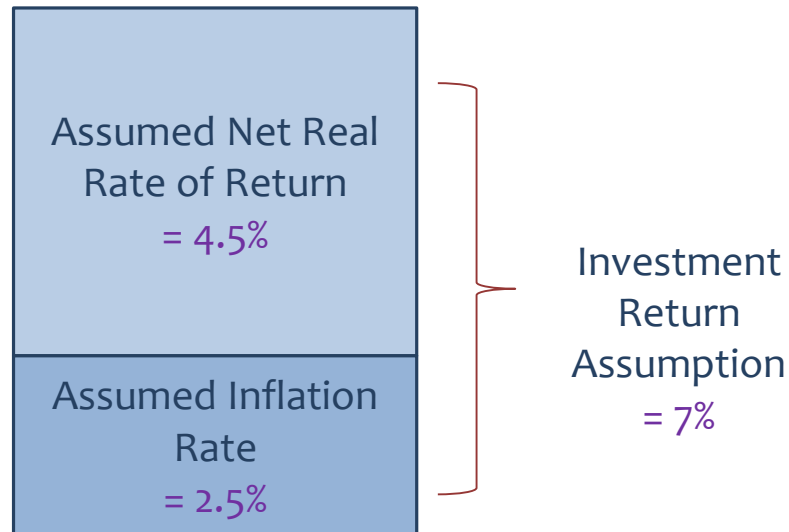 Assumed Net Real
Rate of Return
= 4.5%
Assumed Inflation
Rate
= 2.5%
Investment
Return
Assumption
= 7%